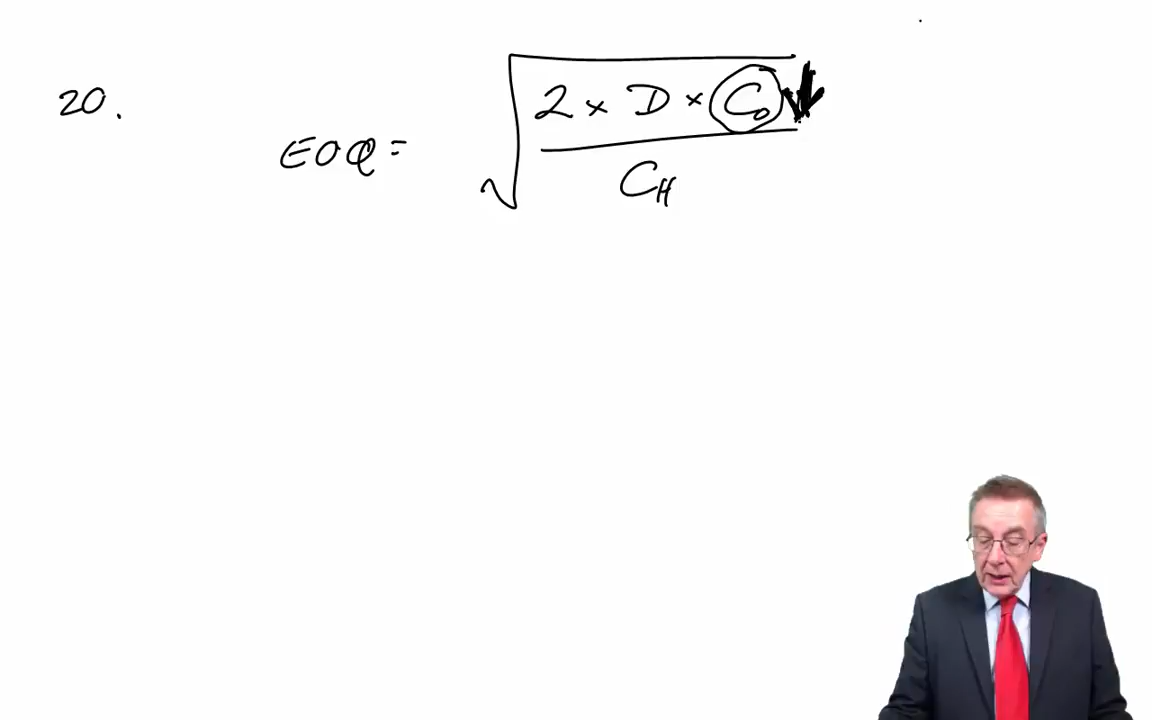 20.
EOQ = √(2 × D × C₀ ↓ / C_H)